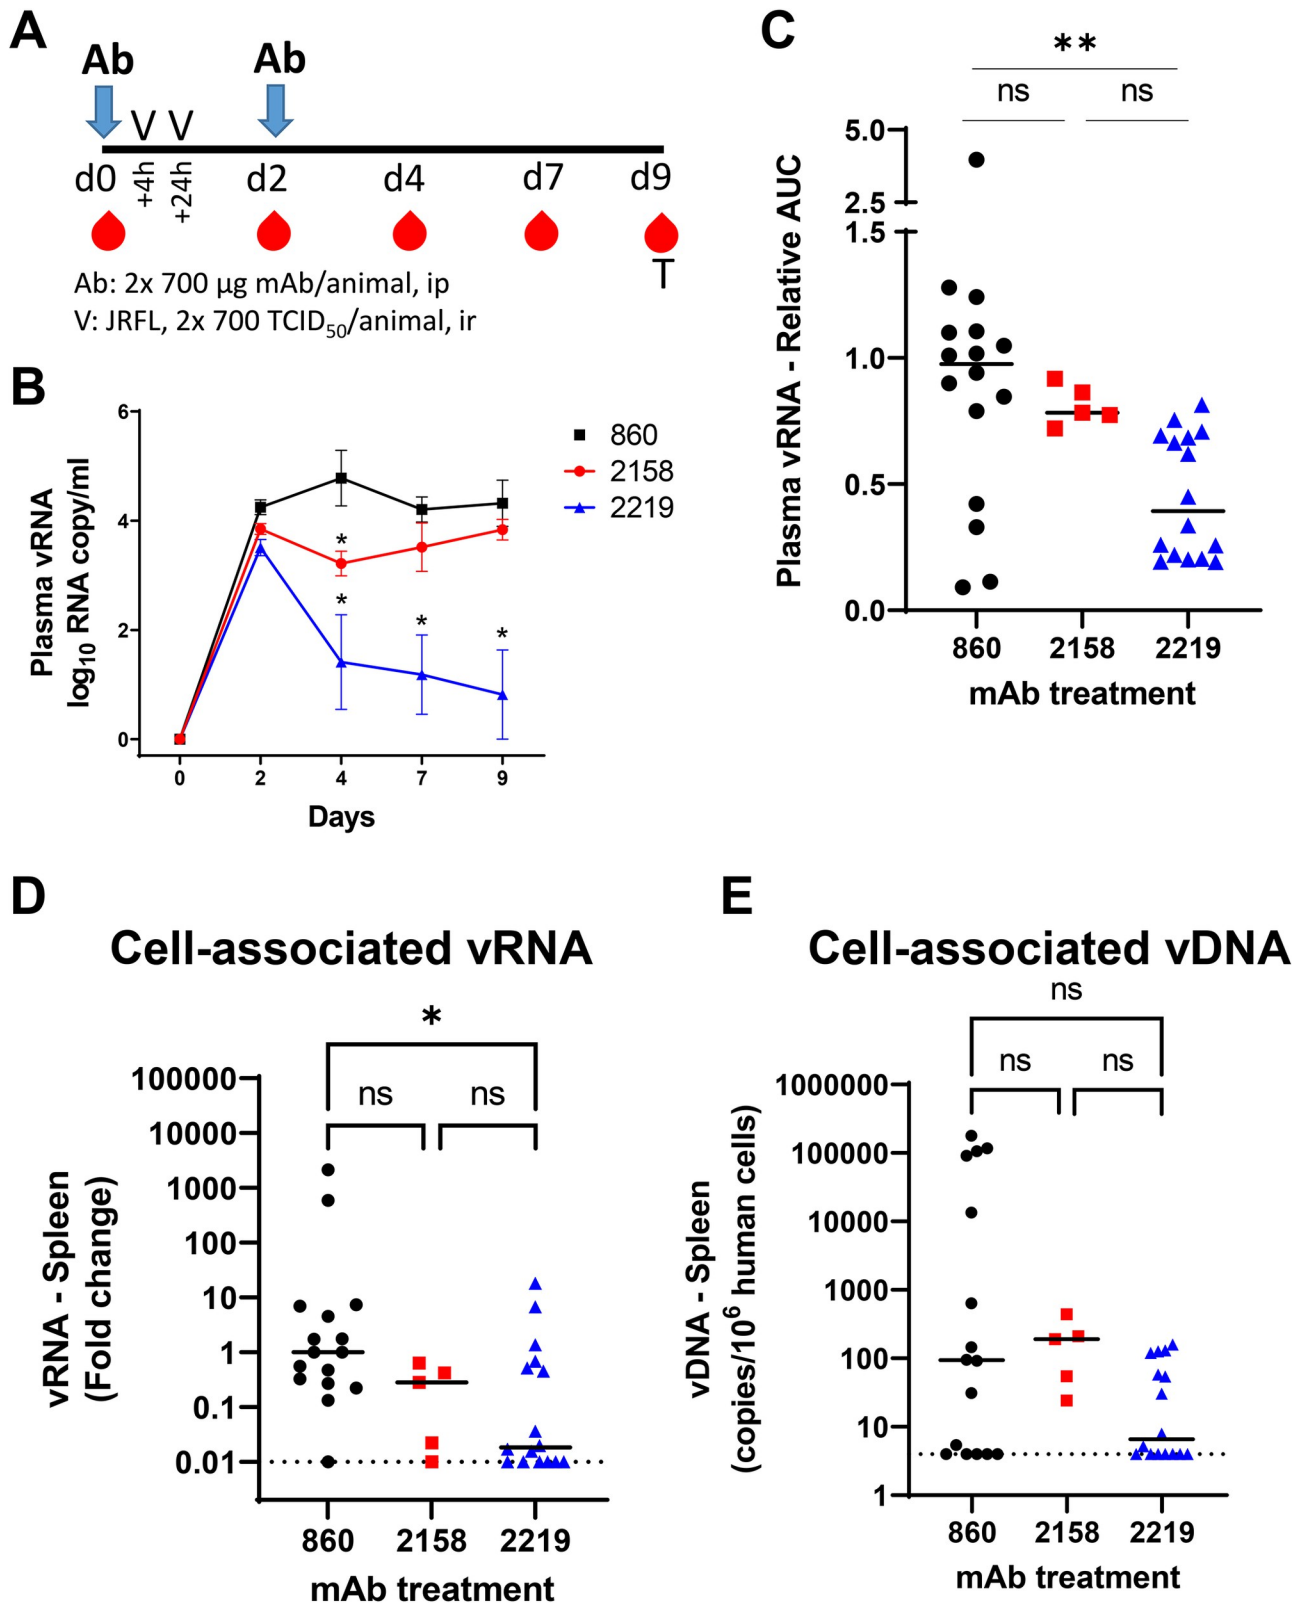 A
Ab
Ab
V V
d0
+4h
+24h
d2
d4
d7
d9
T
Ab: 2x 700 µg mAb/animal, ip
V: JRFL, 2x 700 TCID50/animal, ir
B
Plasma vRNA
log10 RNA copy/ml
6
4
2
0
*
*
*
*
0 2 4 7 9
Days
860
2158
2219
C
**
ns ns
Plasma vRNA - Relative AUC
5.0
2.5
1.5
1.0
0.5
0.0
860 2158 2219
mAb treatment
D
Cell-associated vRNA
*
ns ns
vRNA - Spleen
(Fold change)
100000
10000
1000
100
10
1
0.1
0.01
860 2158 2219
mAb treatment
E
Cell-associated vDNA
ns
ns ns
vDNA - Spleen
(copies/10^6 human cells)
1000000
100000
10000
1000
100
10
1
860 2158 2219
mAb treatment